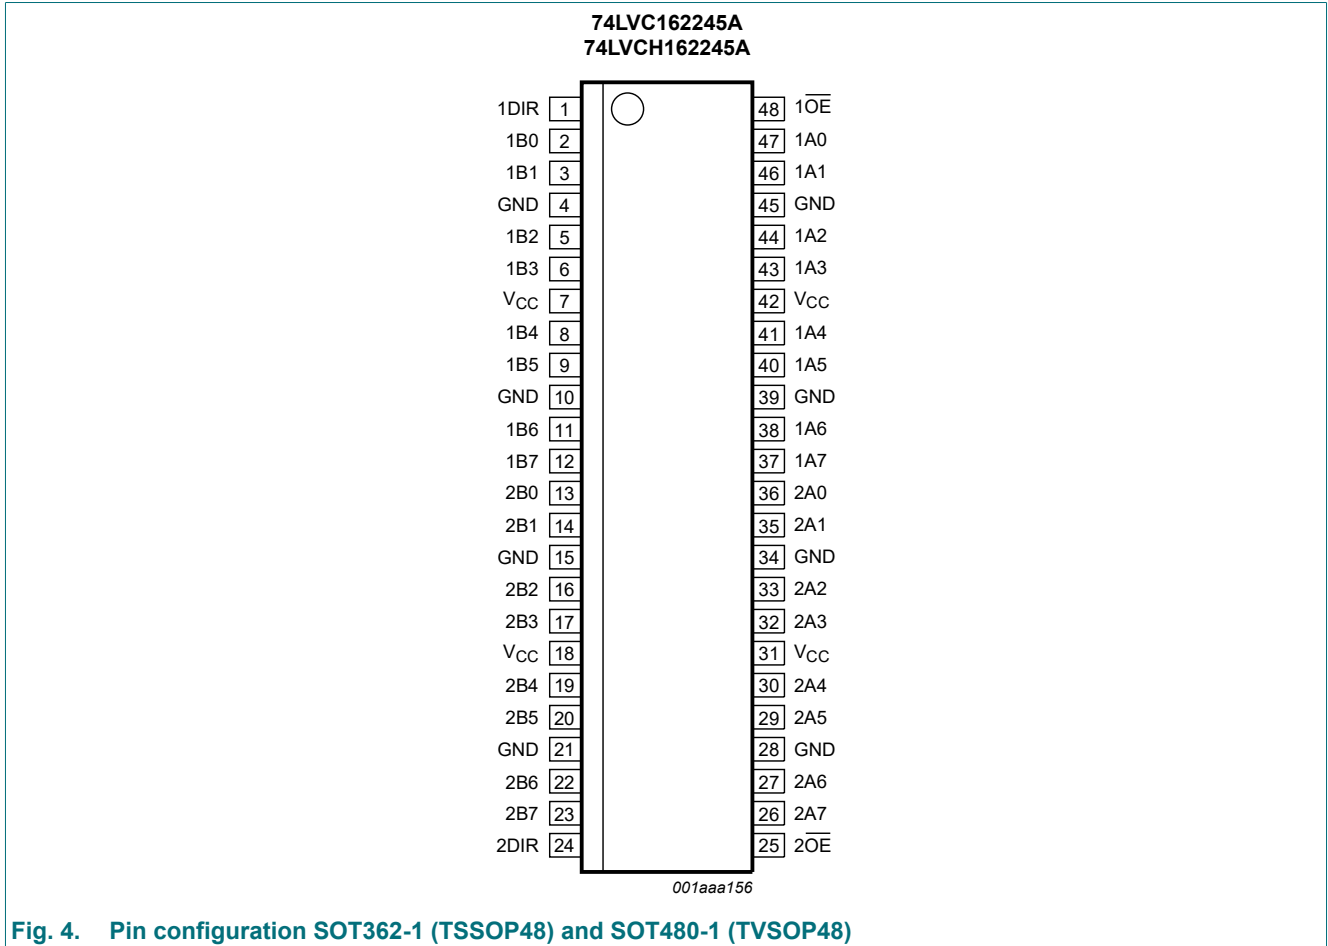 74LVC162245A
74LVCH162245A
1DIR 1 48 1O̅E̅
1B0 2 47 1A0
1B1 3 46 1A1
GND 4 45 GND
1B2 5 44 1A2
1B3 6 43 1A3
VCC 7 42 VCC
1B4 8 41 1A4
1B5 9 40 1A5
GND 10 39 GND
1B6 11 38 1A6
1B7 12 37 1A7
2B0 13 36 2A0
2B1 14 35 2A1
GND 15 34 GND
2B2 16 33 2A2
2B3 17 32 2A3
VCC 18 31 VCC
2B4 19 30 2A4
2B5 20 29 2A5
GND 21 28 GND
2B6 22 27 2A6
2B7 23 26 2A7
2DIR 24 25 2O̅E̅
001aaa156
Fig. 4. Pin configuration SOT362-1 (TSSOP48) and SOT480-1 (TVSOP48)